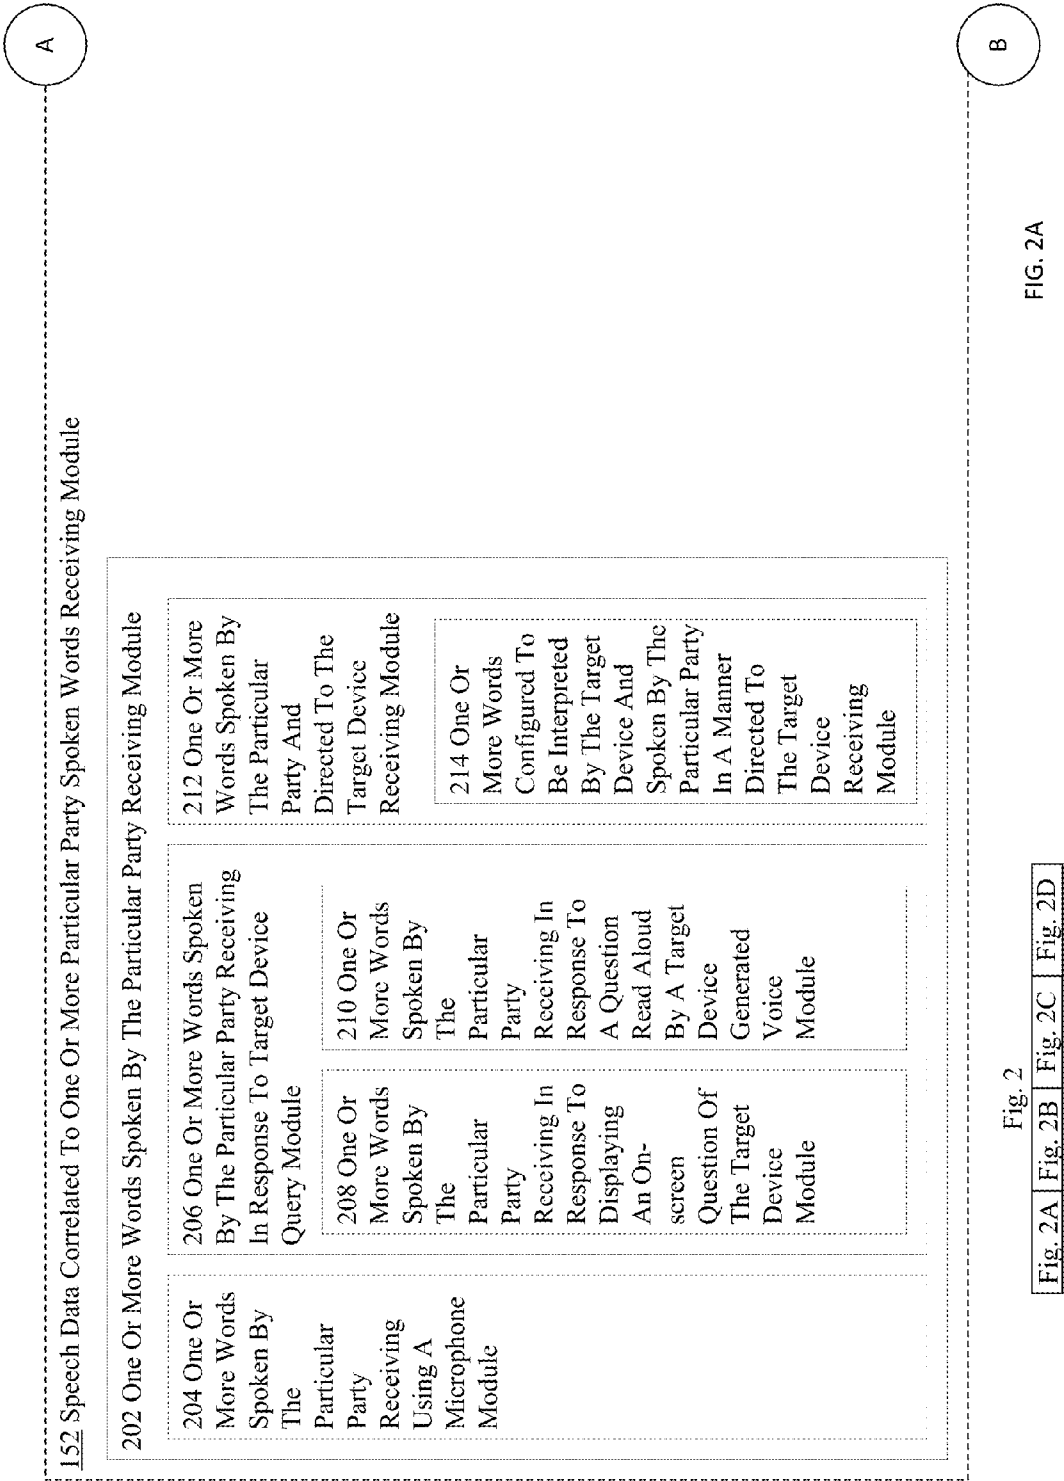 152 Speech Data Correlated To One Or More Particular Party Spoken Words Receiving Module
A
202 One Or More Words Spoken By The Particular Party Receiving Module
204 One Or
More Words
Spoken By
The
Particular
Party
Receiving
Using A
Microphone
Module
206 One Or More Words Spoken
By The Particular Party Receiving
In Response To Target Device
Query Module
208 One Or
More Words
Spoken By
The
Particular
Party
Receiving In
Response To
Displaying
An On-
screen
Question Of
The Target
Device
Module
210 One Or
More Words
Spoken By
The
Particular
Party
Receiving In
Response To
A Question
Read Aloud
By A Target
Device
Generated
Voice
Module
212 One Or More
Words Spoken By
The Particular
Party And
Directed To The
Target Device
Receiving Module
214 One Or
More Words
Configured To
Be Interpreted
By The Target
Device And
Spoken By The
Particular Party
In A Manner
Directed To
The Target
Device
Receiving
Module
B
Fig. 2
Fig. 2A Fig. 2B Fig. 2C Fig. 2D
FIG. 2A